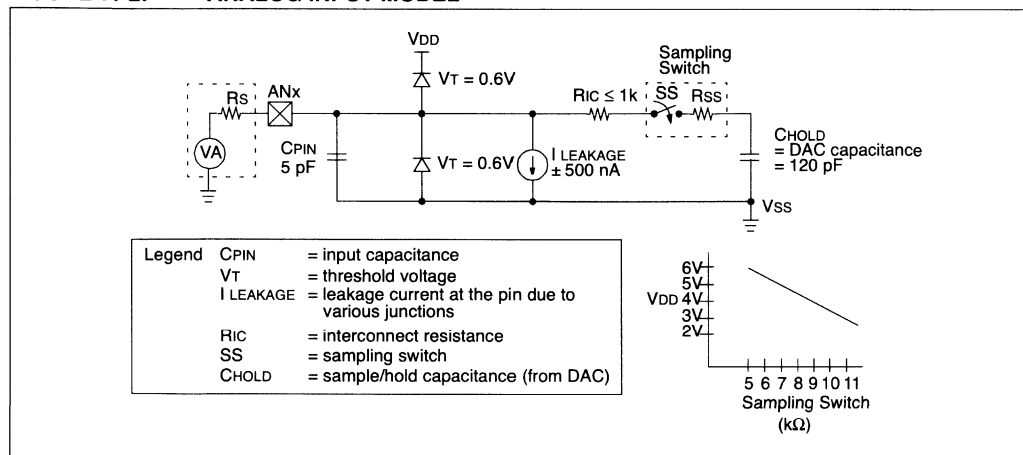 VDD
Sampling
Switch
VT = 0.6V
RIC ≤ 1k
SS
RSS
RS
ANx
VA
CPIN
5 pF
VT = 0.6V
I LEAKAGE
± 500 nA
CHOLD
= DAC capacitance
= 120 pF
VSS
Legend CPIN = input capacitance
VT = threshold voltage
I LEAKAGE = leakage current at the pin due to
various junctions
RIC = interconnect resistance
SS = sampling switch
CHOLD = sample/hold capacitance (from DAC)
6V
5V
VDD 4V
3V
2V
5 6 7 8 9 10 11
Sampling Switch
(kΩ)